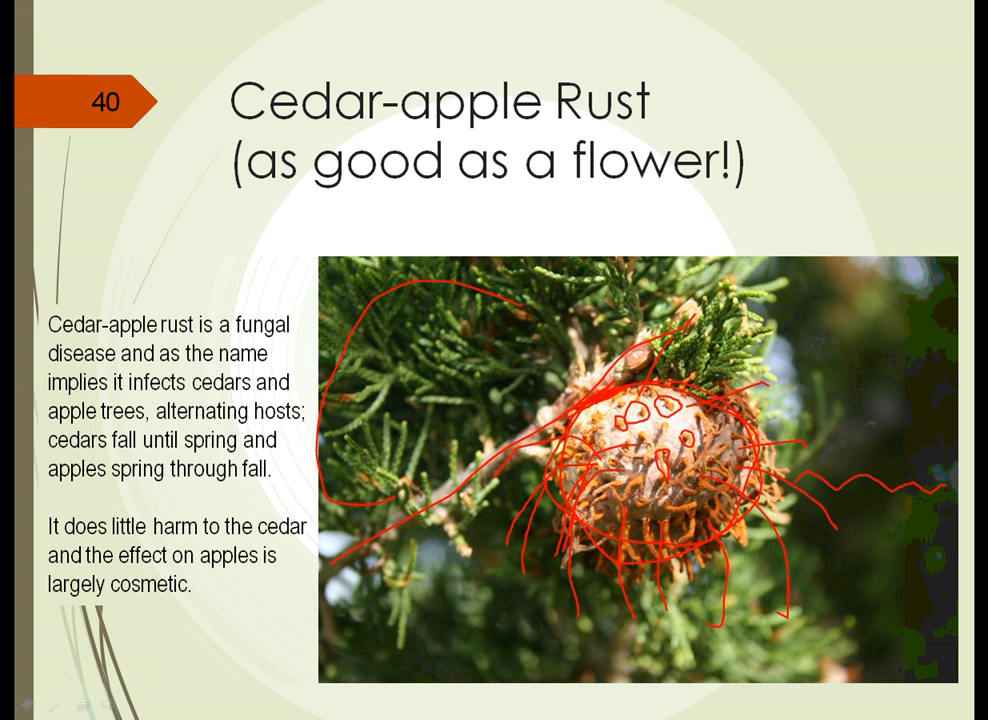 40
Cedar-apple Rust
(as good as a flower!)
Cedar-apple rust is a fungal
disease and as the name
implies it infects cedars and
apple trees, alternating hosts;
cedars fall until spring and
apples spring through fall.
It does little harm to the cedar
and the effect on apples is
largely cosmetic.